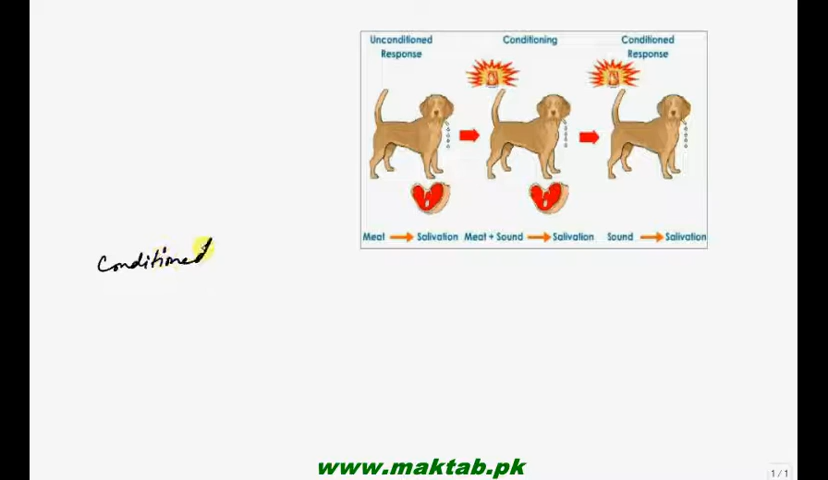 Unconditioned Conditioning Conditioned
Response Response
Meat Salivation Meat + Sound Salivation Sound Salivation
Conditioned
www.maktab.pk
1 / 1